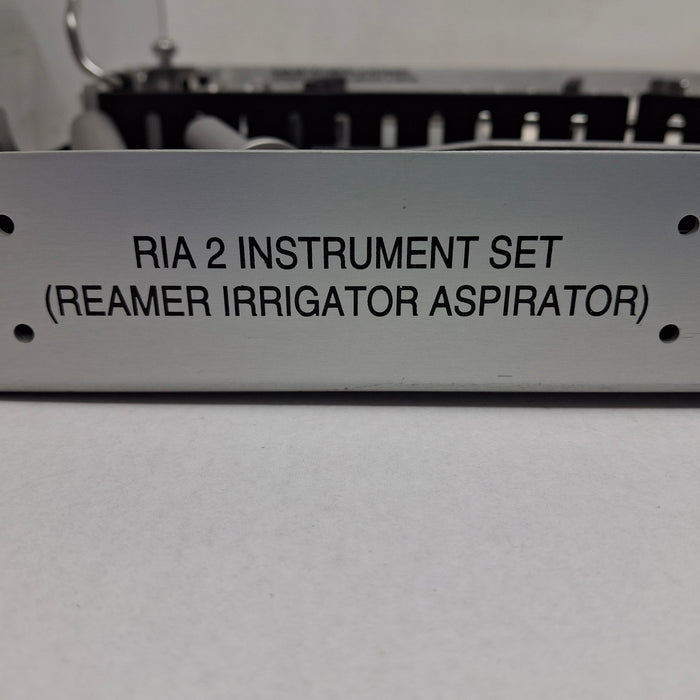 RIA 2 INSTRUMENT SET
(REAMER IRRIGATOR ASPIRATOR)